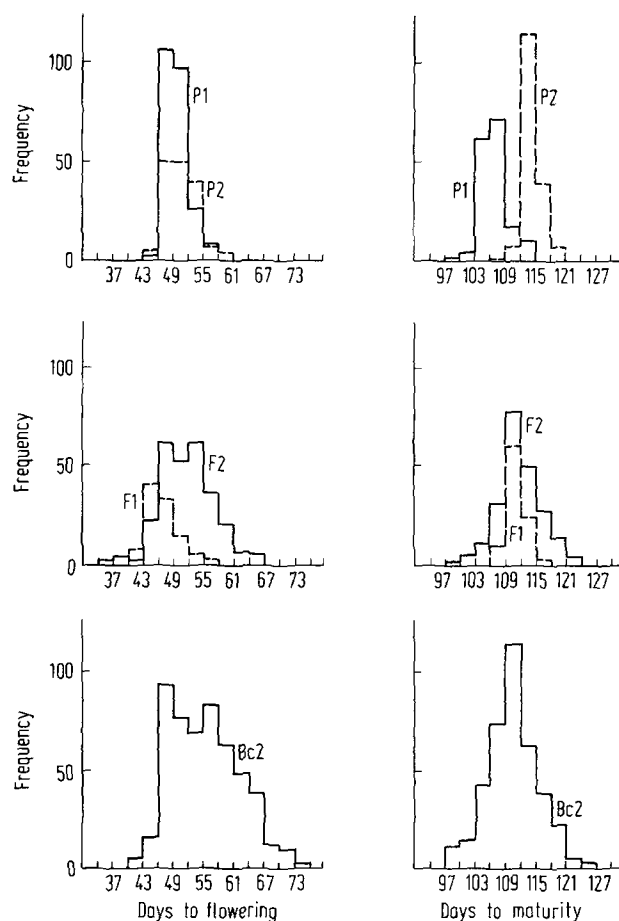 Frequency
100
50
0
P1
P2
37 43 49 55 61 67 73
P1
P2
97 103 109 115 121 127
Frequency
100
50
0
F1
F2
37 43 49 55 61 67 73
F2
F1
97 103 109 115 121 127
Frequency
100
50
0
Bc2
37 43 49 55 61 67 73
Days to flowering
Bc2
97 103 109 115 121 127
Days to maturity